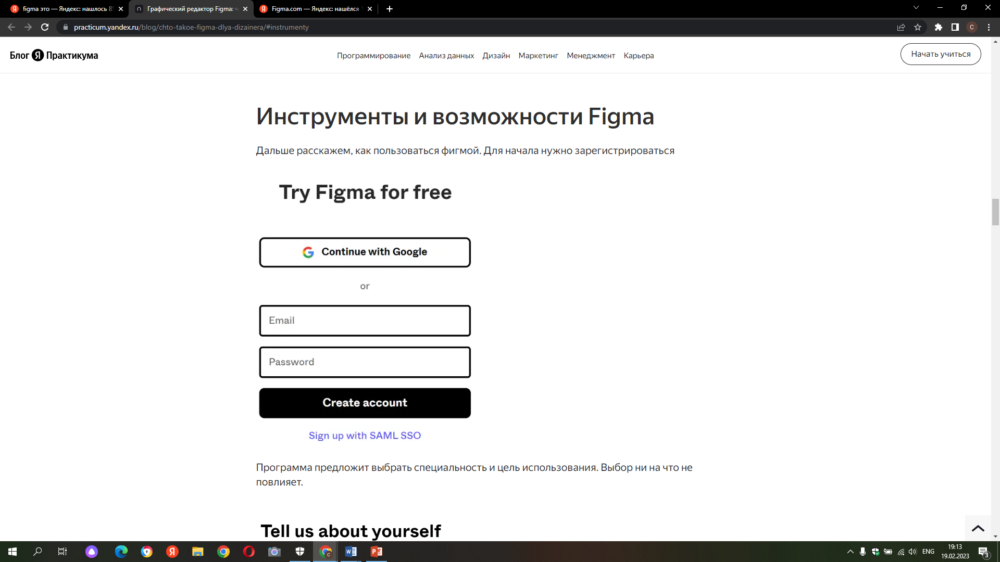 figma это — Яндекс: нашлось 8
Графический редактор Figma:
Figma.com — Яндекс: нашёлся
practicum.yandex.ru/blog/chto-takoe-figma-dlya-dizainera/#instrumenty
C
Блог Я Практикума
Программирование Анализ данных Дизайн Маркетинг Менеджмент Карьера
Начать учиться
Инструменты и возможности Figma
Дальше расскажем, как пользоваться фигмой. Для начала нужно зарегистрироваться
Try Figma for free
Continue with Google
or
Email
Password
Create account
Sign up with SAML SSO
Программа предложит выбрать специальность и цель использования. Выбор ни на что не
повлияет.
Tell us about yourself
ENG
19:13
19.02.2023
3